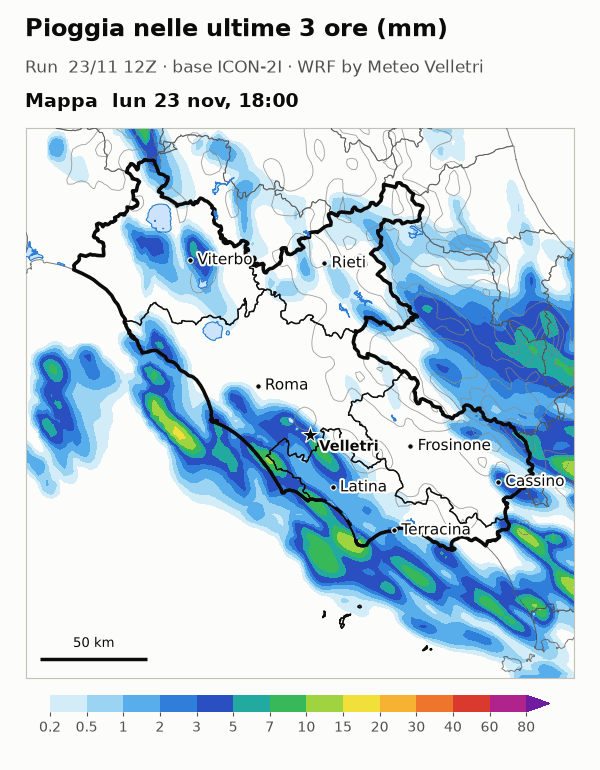 Pioggia nelle ultime 3 ore (mm)
Run  23/11 12Z · base ICON-2I · WRF by Meteo Velletri
Mappa  lun 23 nov, 18:00
Viterbo
Rieti
Roma
Velletri
Frosinone
Latina
Cassino
Terracina
50 km
0.2 0.5 1 2 3 5 7 10 15 20 30 40 60 80